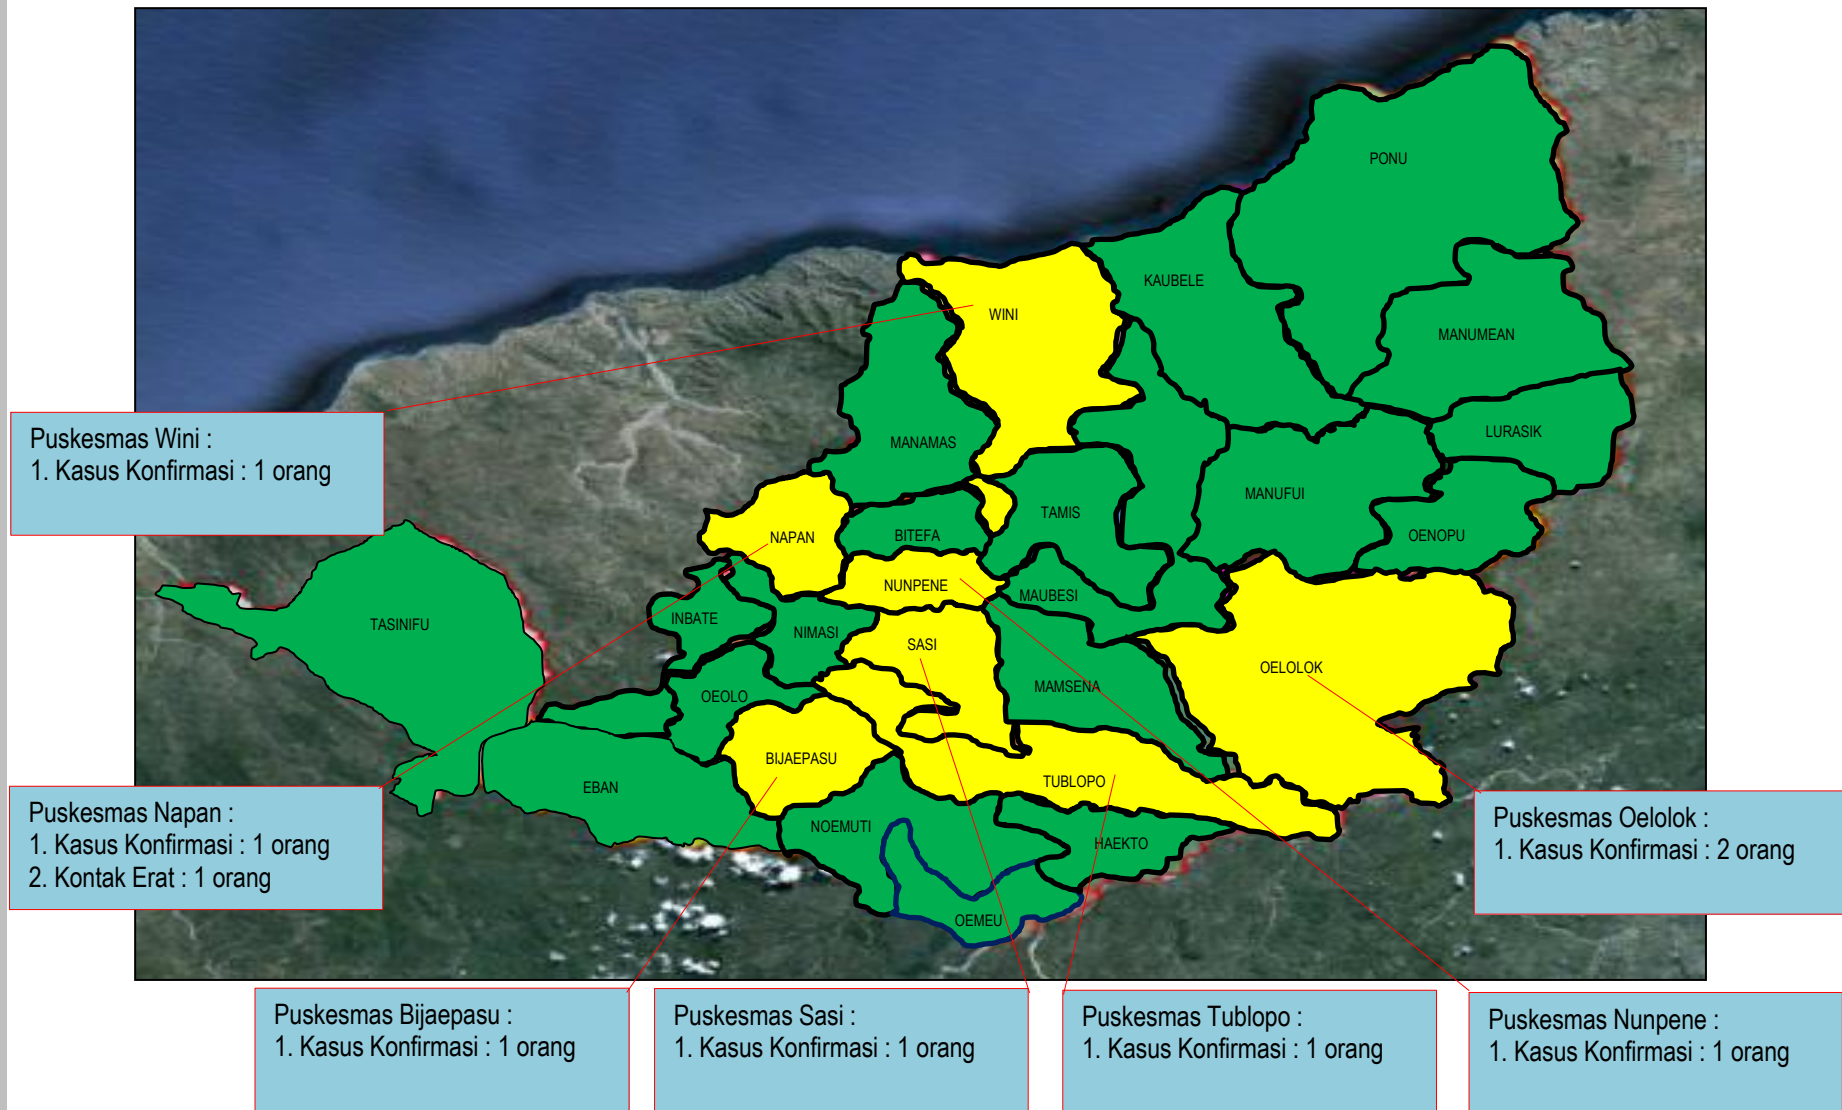 PONU
KAUBELE
WINI
MANUMEAN
LURASIK
MANAMAS
MANUFUI
TAMIS
OENOPU
BITEFA
NAPAN
NUNPENE
MAUBESI
TASINIFU
INBATE
NIMASI
SASI
OELOLOK
MAMSENA
OEOLO
BIJAEPASU
TUBLOPO
EBAN
NOEMUTI
HAEKTO
OEMEU
Puskesmas Wini :
1. Kasus Konfirmasi : 1 orang
Puskesmas Napan :
1. Kasus Konfirmasi : 1 orang
2. Kontak Erat : 1 orang
Puskesmas Oelolok :
1. Kasus Konfirmasi : 2 orang
Puskesmas Bijaepasu :
1. Kasus Konfirmasi : 1 orang
Puskesmas Sasi :
1. Kasus Konfirmasi : 1 orang
Puskesmas Tublopo :
1. Kasus Konfirmasi : 1 orang
Puskesmas Nunpene :
1. Kasus Konfirmasi : 1 orang